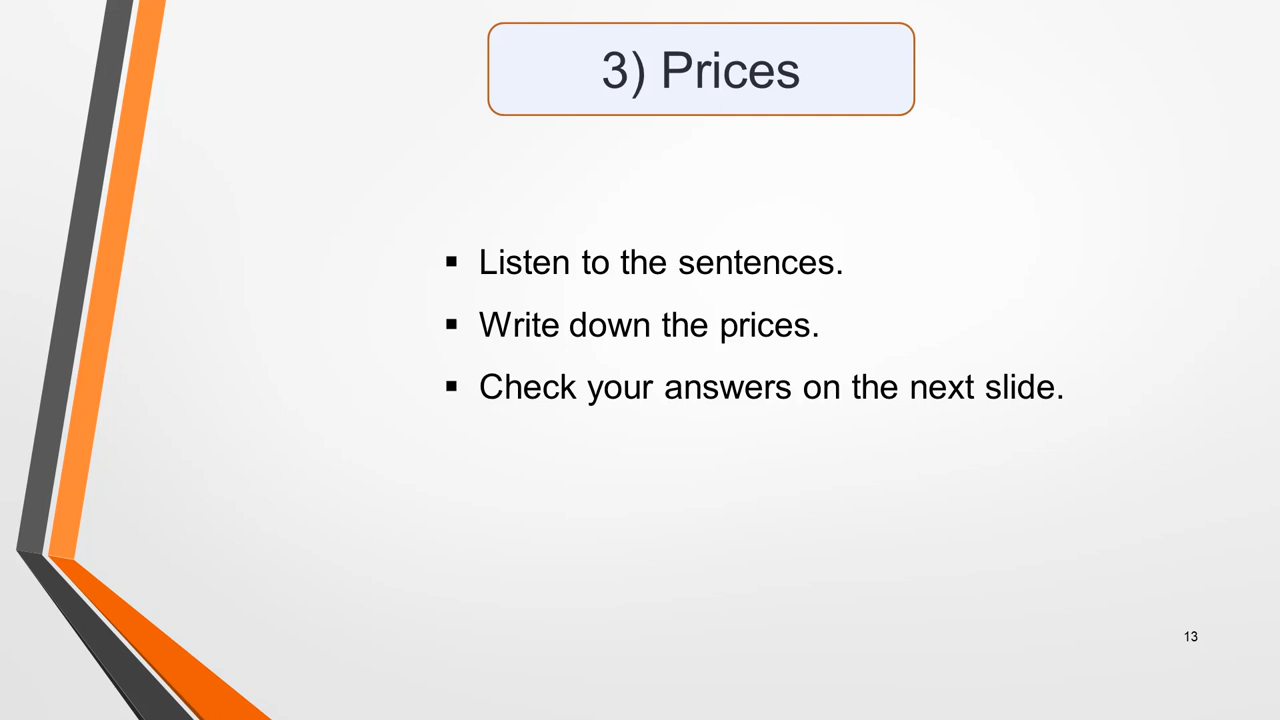 3) Prices
▪ Listen to the sentences.
▪ Write down the prices.
▪ Check your answers on the next slide.
13